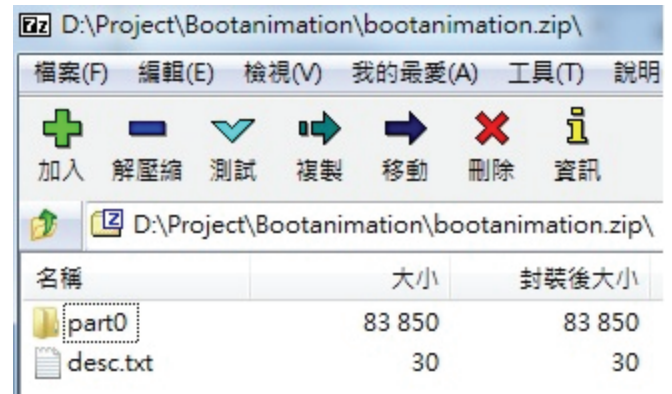 D:\Project\Bootanimation\bootanimation.zip\
檔案(F) 編輯(E) 檢視(V) 我的最愛(A) 工具(T) 說明
加入 解壓縮 測試 複製 移動 刪除 資訊
D:\Project\Bootanimation\bootanimation.zip\
名稱 大小 封裝後大小
part0 83 850 83 850
desc.txt 30 30